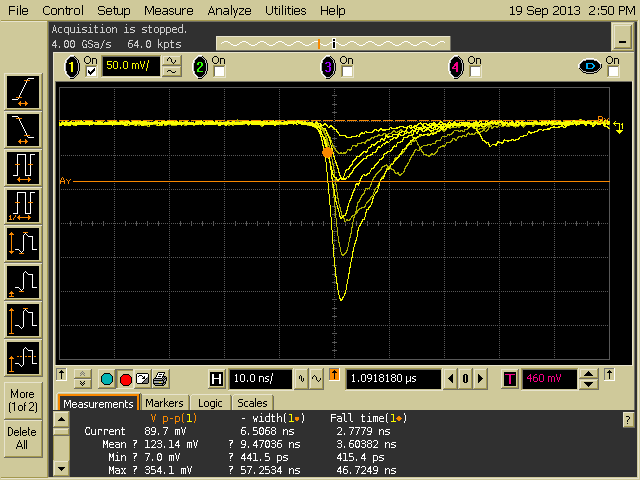 File Control Setup Measure Analyze Utilities Help 19 Sep 2013 2:50 PM
Acquisition is stopped.
4.00 GSa/s 64.0 kpts
1 On 50.0 mV/ 2 On 3 On 4 On D On
Ay
More
(1of 2)
Delete
All
H 10.0 ns/ 1.0918180 µs 0 T 460 mV
Measurements Markers Logic Scales
V p-p(1) - width(1) Fall time(1)
Current 89.7 mV 6.5068 ns 2.7779 ns
Mean ? 123.14 mV ? 9.47036 ns 3.60382 ns
Min ? 7.0 mV ? 441.5 ps ? 415.4 ps
Max ? 354.1 mV ? 57.2534 ns ? 46.7249 ns
?